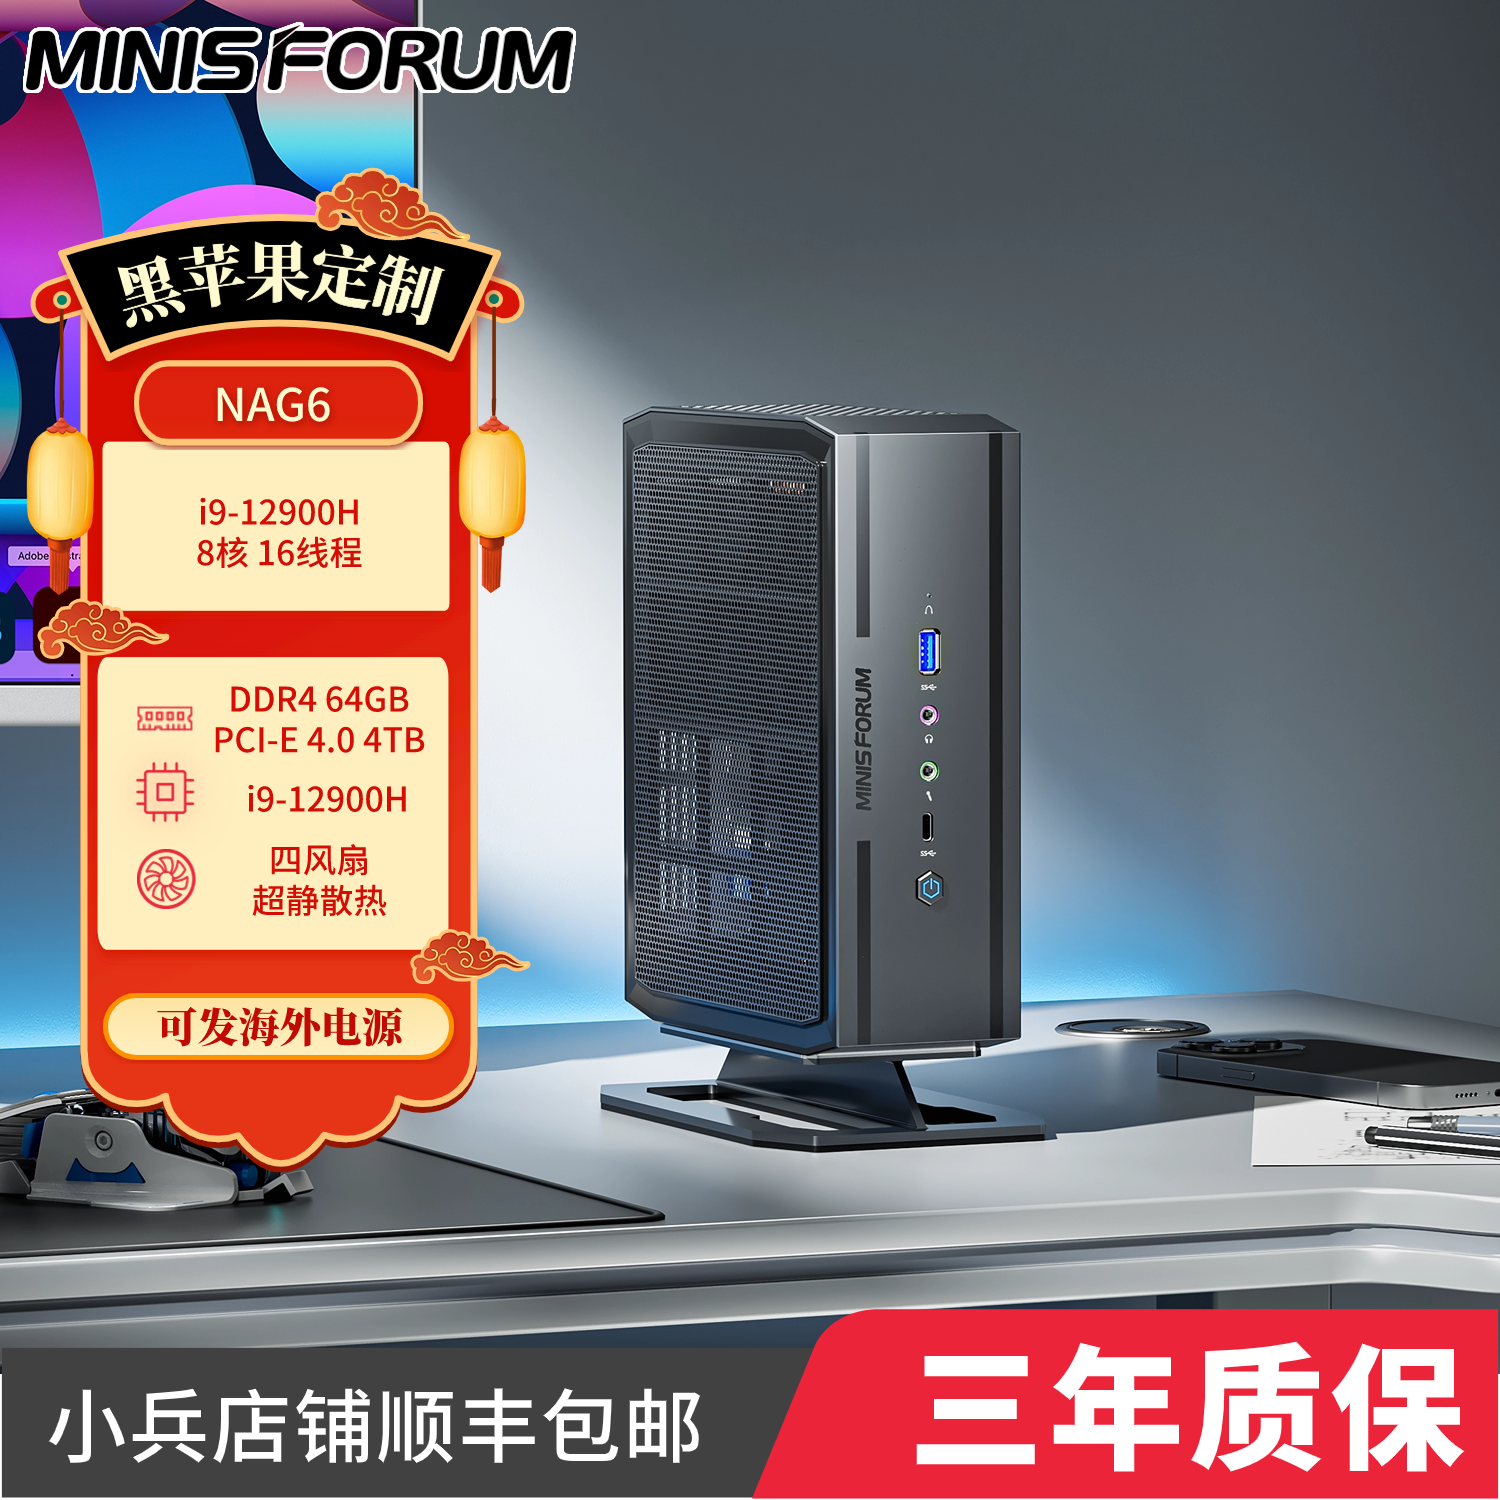 MINISFORUM
黑苹果定制
NAG6
i9-12900H
8核 16线程
Adobe
DDR4 64GB
PCI-E 4.0 4TB
i9-12900H
四风扇
超静散热
可发海外电源
MINISFORUM
小兵店铺顺丰包邮
三年质保